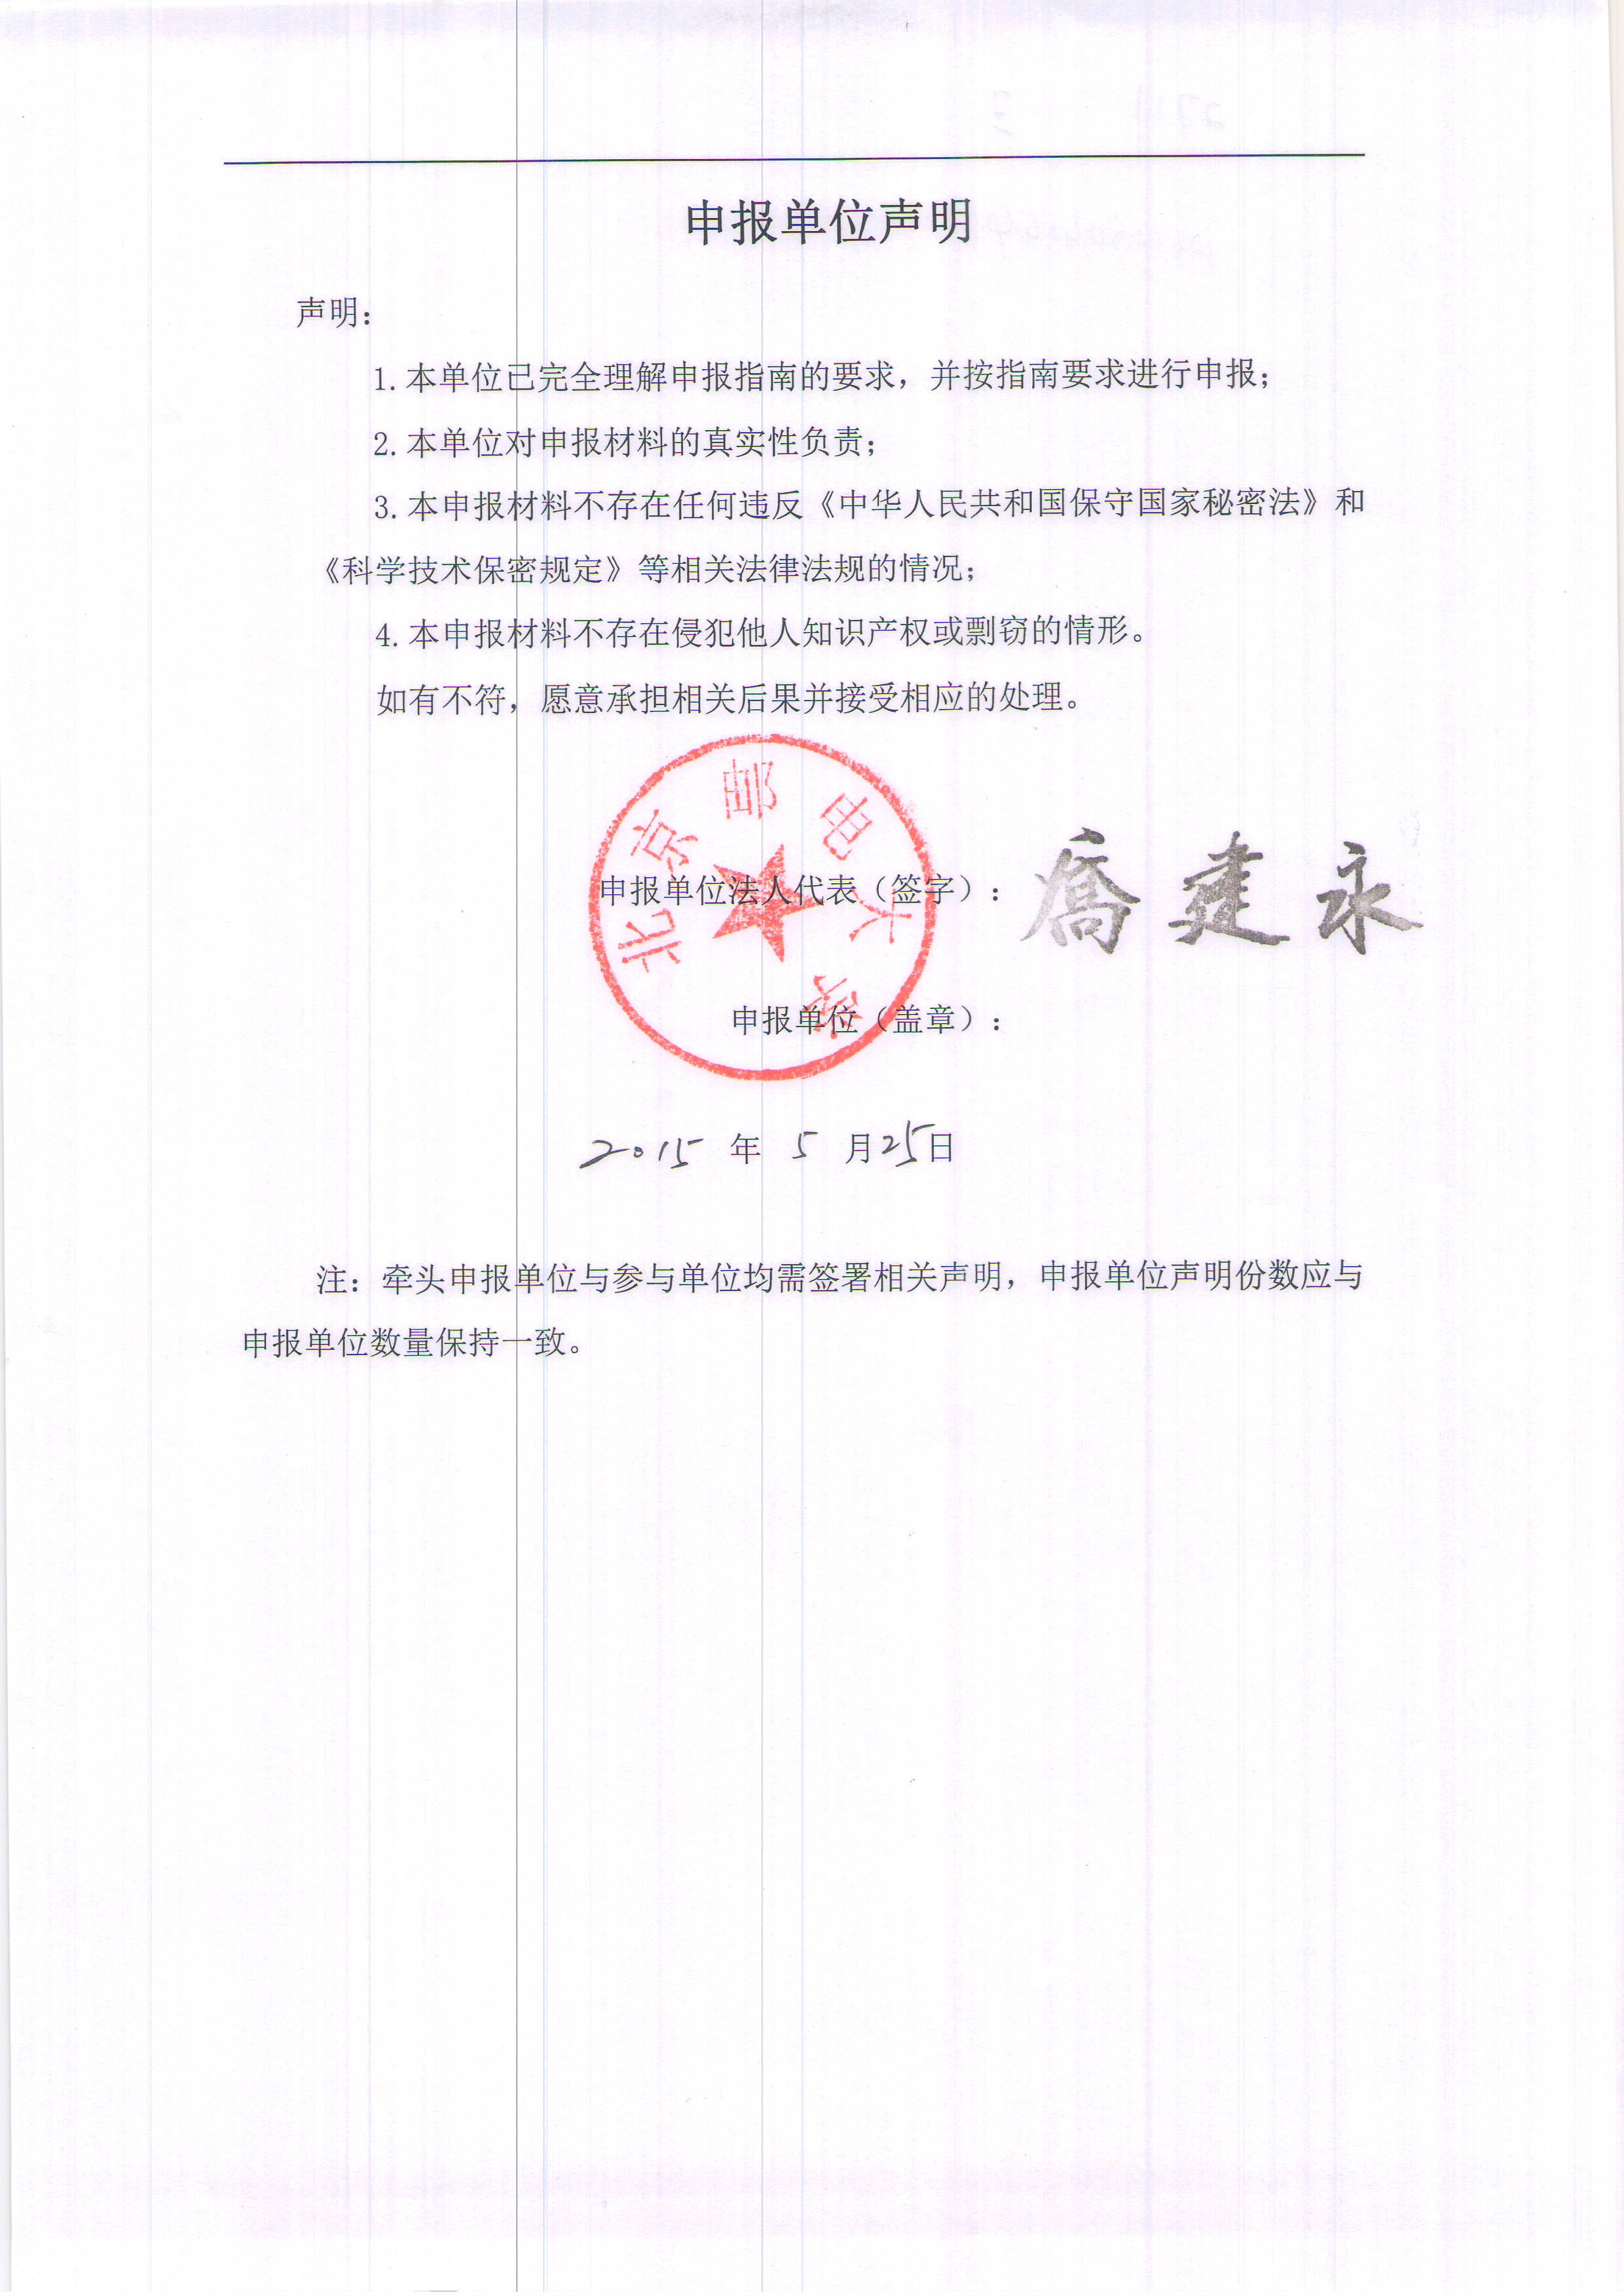 申报单位声明
声明：
1.本单位已完全理解申报指南的要求，并按指南要求进行申报；
2.本单位对申报材料的真实性负责；
3.本申报材料不存在任何违反《中华人民共和国保守国家秘密法》和
《科学技术保密规定》等相关法律法规的情况；
4.本申报材料不存在侵犯他人知识产权或剽窃的情形。
如有不符，愿意承担相关后果并接受相应的处理。
北京邮电大学
申报单位法人代表（签字）： 喬建永
申报单位（盖章）：
2015 年 5 月25日
注：牵头申报单位与参与单位均需签署相关声明，申报单位声明份数应与
申报单位数量保持一致。